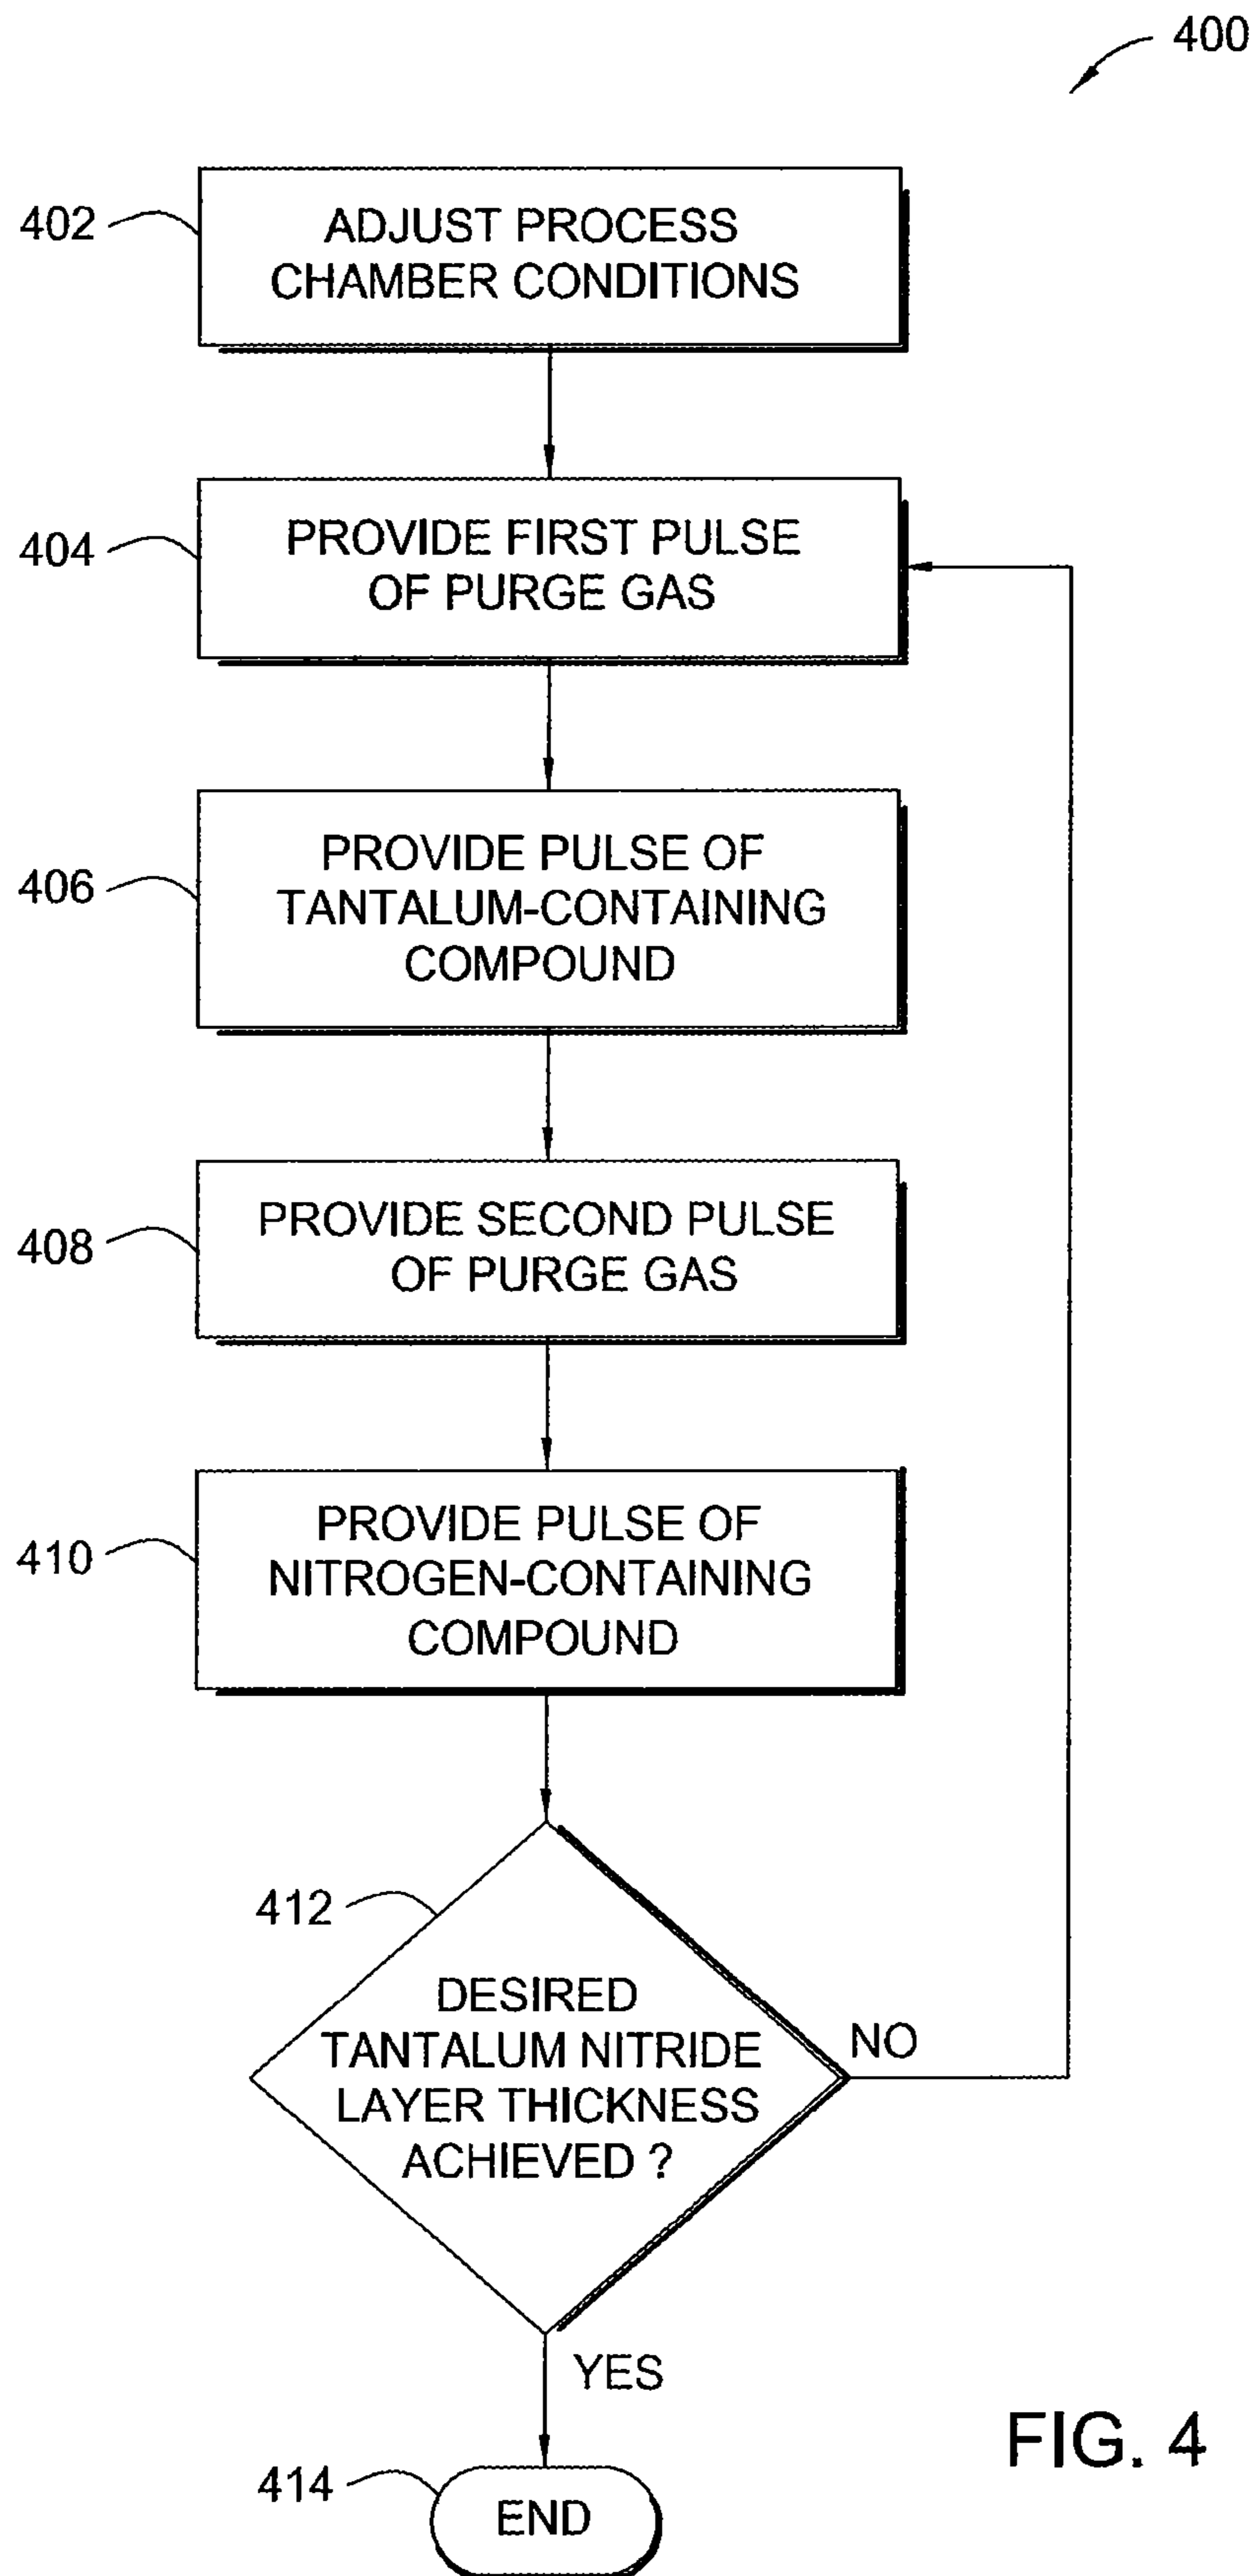 400
402
ADJUST PROCESS
CHAMBER CONDITIONS
404
PROVIDE FIRST PULSE
OF PURGE GAS
406
PROVIDE PULSE OF
TANTALUM-CONTAINING
COMPOUND
408
PROVIDE SECOND PULSE
OF PURGE GAS
410
PROVIDE PULSE OF
NITROGEN-CONTAINING
COMPOUND
412
DESIRED
TANTALUM NITRIDE
LAYER THICKNESS
ACHIEVED ?
NO
YES
414
END
FIG. 4